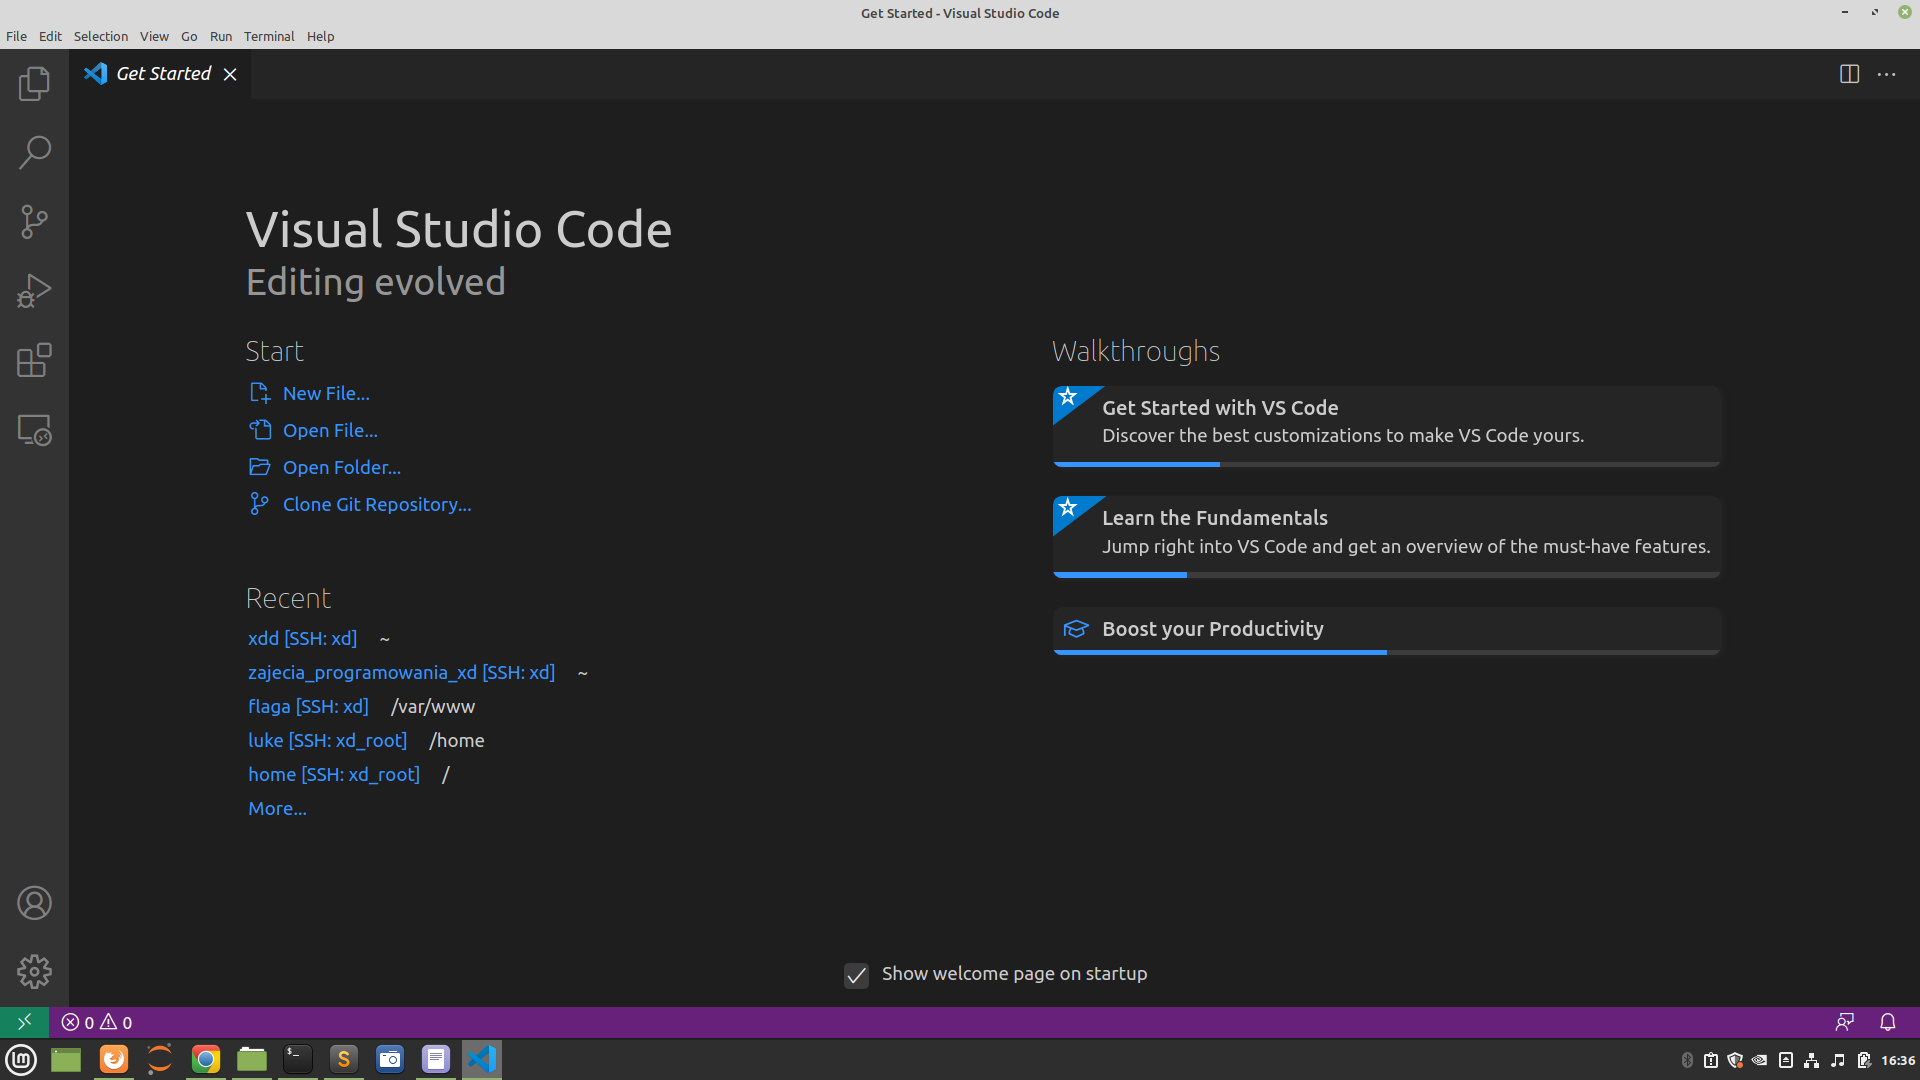 Get Started - Visual Studio Code
File Edit Selection View Go Run Terminal Help
Get Started
Visual Studio Code
Editing evolved
Start
New File...
Open File...
Open Folder...
Clone Git Repository...
Recent
xdd [SSH: xd] ~
zajecia_programowania_xd [SSH: xd] ~
flaga [SSH: xd] /var/www
luke [SSH: xd_root] /home
home [SSH: xd_root] /
More...
Walkthroughs
Get Started with VS Code
Discover the best customizations to make VS Code yours.
Learn the Fundamentals
Jump right into VS Code and get an overview of the must-have features.
Boost your Productivity
Show welcome page on startup
0 0
16:36